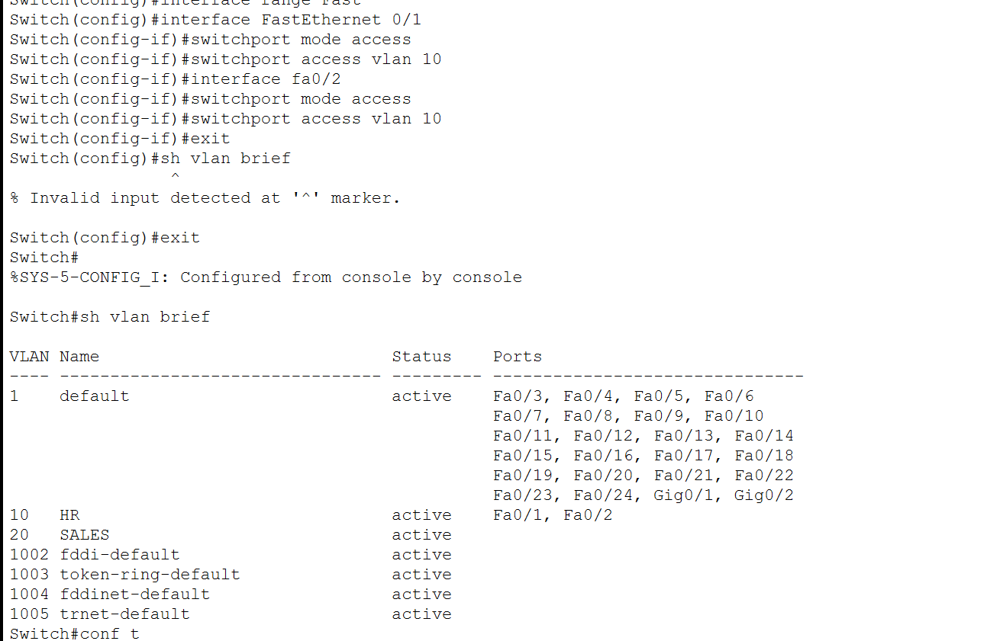 Switch(config)#interface range Fast
Switch(config)#interface FastEthernet 0/1
Switch(config-if)#switchport mode access
Switch(config-if)#switchport access vlan 10
Switch(config-if)#interface fa0/2
Switch(config-if)#switchport mode access
Switch(config-if)#switchport access vlan 10
Switch(config-if)#exit
Switch(config)#sh vlan brief
^
% Invalid input detected at '^' marker.
Switch(config)#exit
Switch#
%SYS-5-CONFIG_I: Configured from console by console
Switch#sh vlan brief
VLAN Name                             Status    Ports
---- -------------------------------- --------- -------------------------------
1    default                          active    Fa0/3, Fa0/4, Fa0/5, Fa0/6
                                                Fa0/7, Fa0/8, Fa0/9, Fa0/10
                                                Fa0/11, Fa0/12, Fa0/13, Fa0/14
                                                Fa0/15, Fa0/16, Fa0/17, Fa0/18
                                                Fa0/19, Fa0/20, Fa0/21, Fa0/22
                                                Fa0/23, Fa0/24, Gig0/1, Gig0/2
10   HR                               active    Fa0/1, Fa0/2
20   SALES                            active
1002 fddi-default                     active
1003 token-ring-default               active
1004 fddinet-default                  active
1005 trnet-default                    active
Switch#conf t